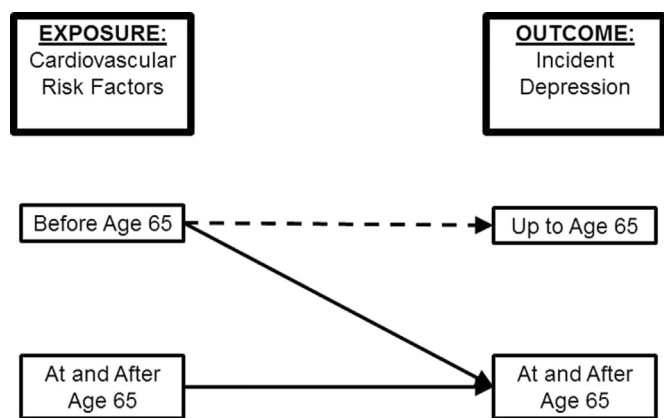 EXPOSURE:
Cardiovascular
Risk Factors
OUTCOME:
Incident
Depression
Before Age 65
Up to Age 65
At and After
Age 65
At and After
Age 65